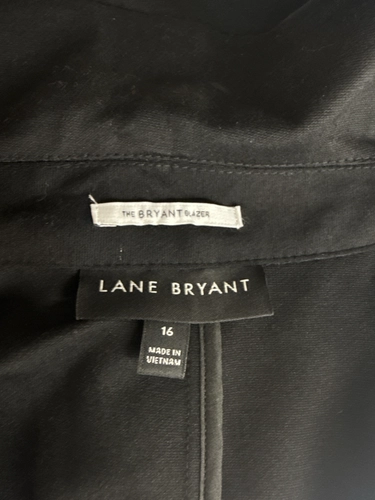 THE BRYANT BLAZER
LANE BRYANT
16
MADE IN
VIETNAM